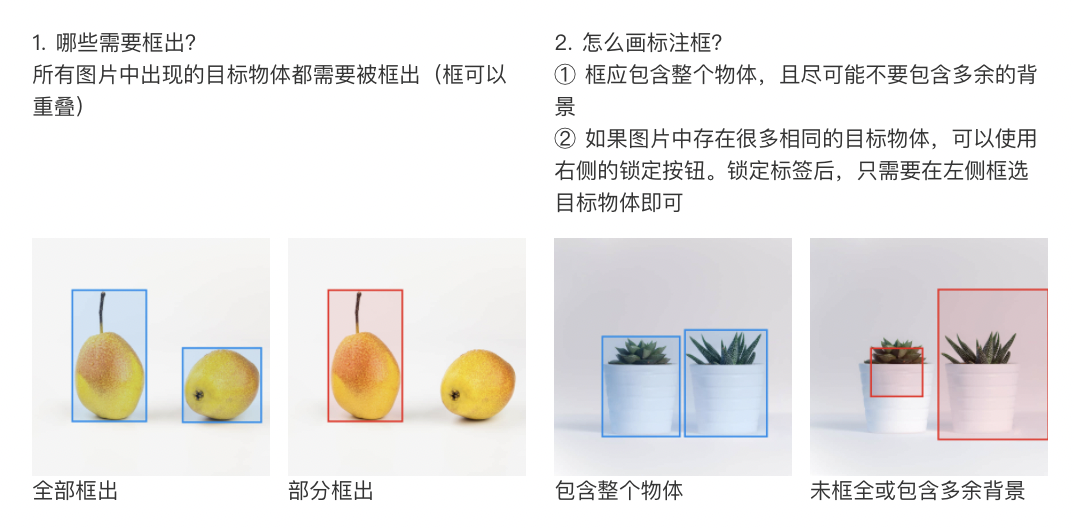 1. 哪些需要框出？
所有图片中出现的目标物体都需要被框出（框可以
重叠）
2. 怎么画标注框？
① 框应包含整个物体，且尽可能不要包含多余的背
景
② 如果图片中存在很多相同的目标物体，可以使用
右侧的锁定按钮。锁定标签后，只需要在左侧框选
目标物体即可
全部框出
部分框出
包含整个物体
未框全或包含多余背景